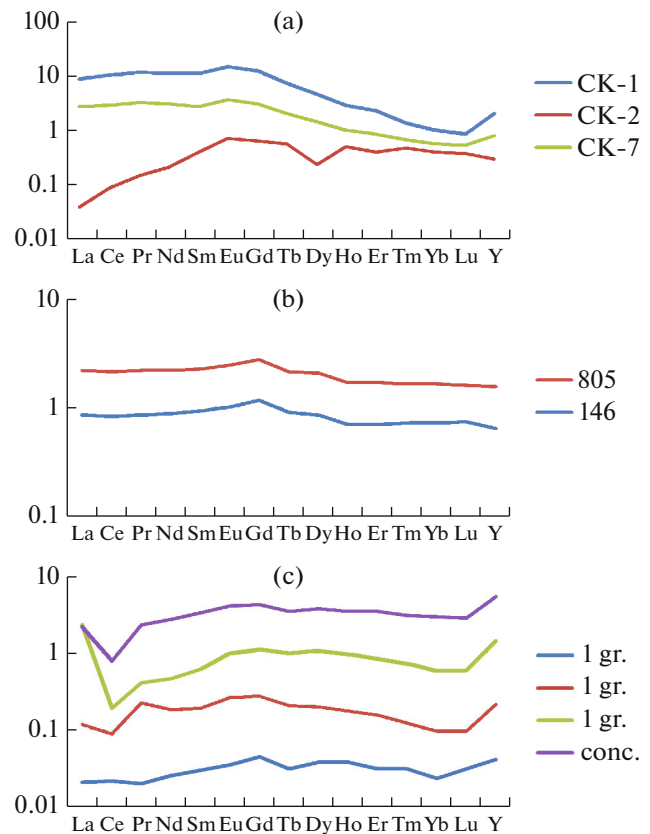 (a)
100
10
1
0.1
0.01
La Ce Pr Nd Sm Eu Gd Tb Dy Ho Er Tm Yb Lu Y
CK-1
CK-2
CK-7
(b)
10
1
0.1
La Ce Pr Nd Sm Eu Gd Tb Dy Ho Er Tm Yb Lu Y
805
146
(c)
10
1
0.1
0.01
La Ce Pr Nd Sm Eu Gd Tb Dy Ho Er Tm Yb Lu Y
1 gr.
1 gr.
1 gr.
conc.